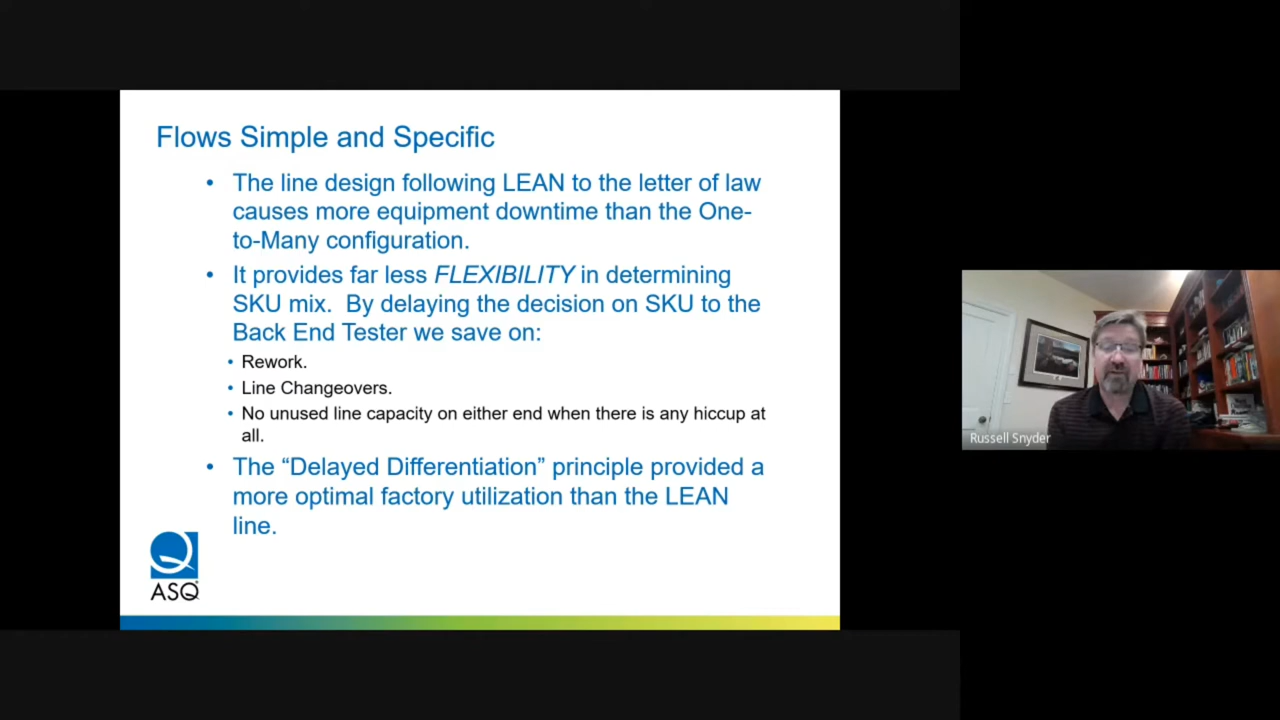 Flows Simple and Specific
• The line design following LEAN to the letter of law
causes more equipment downtime than the One-
to-Many configuration.
• It provides far less FLEXIBILITY in determining
SKU mix. By delaying the decision on SKU to the
Back End Tester we save on:
• Rework.
• Line Changeovers.
• No unused line capacity on either end when there is any hiccup at
all.
• The “Delayed Differentiation” principle provided a
more optimal factory utilization than the LEAN
line.
ASQ
Russell Snyder